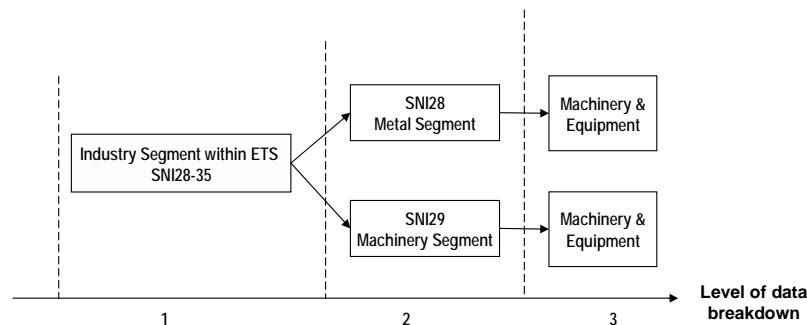 SNI28
Metal Segment
Machinery &
Equipment
Industry Segment within ETS
SNI28-35
SNI29
Machinery Segment
Machinery &
Equipment
Level of data
breakdown
1
2
3